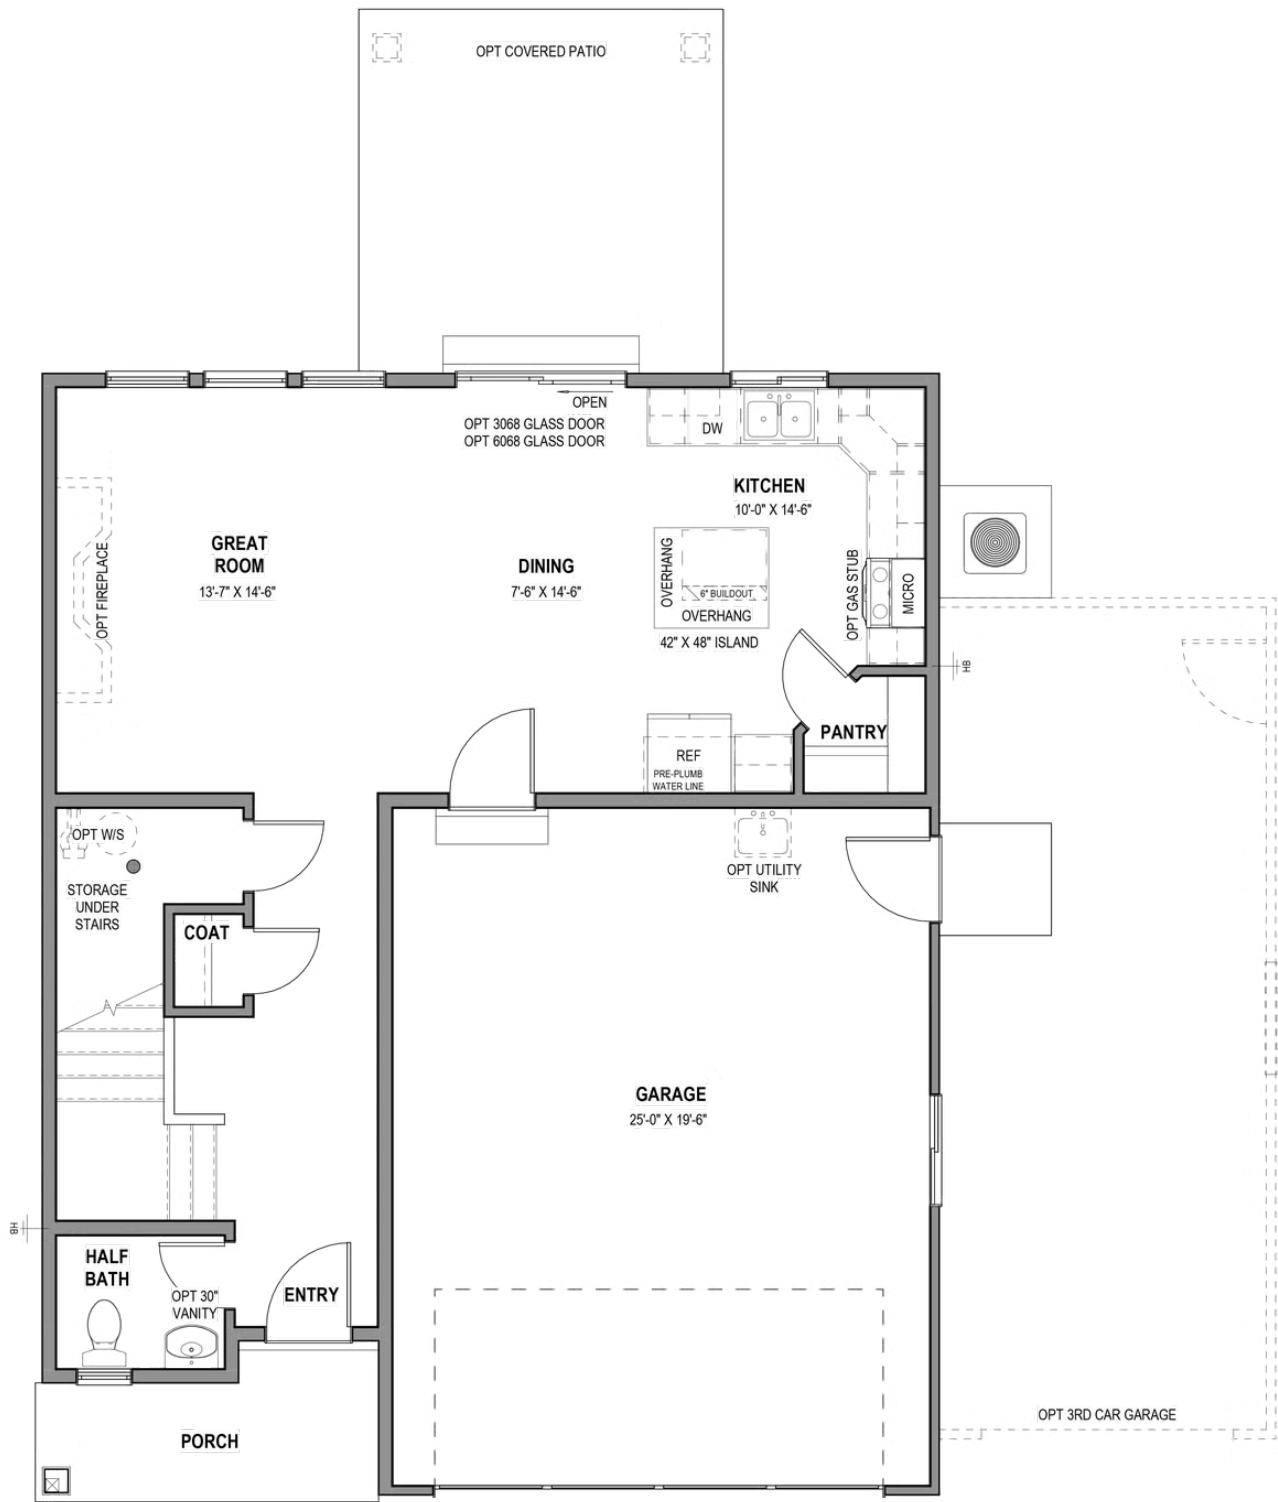 OPT COVERED PATIO
OPEN
OPT 3068 GLASS DOOR
OPT 6068 GLASS DOOR
DW
KITCHEN
10'-0" X 14'-6"
GREAT
ROOM
13'-7" X 14'-6"
OPT FIREPLACE
DINING
7'-6" X 14'-6"
OVERHANG
6" BUILDOUT
OVERHANG
42" X 48" ISLAND
OPT GAS STUB
MICRO
HB
PANTRY
REF
PRE-PLUMB
WATER LINE
OPT W/S
STORAGE
UNDER
STAIRS
COAT
OPT UTILITY
SINK
GARAGE
25'-0" X 19'-6"
HB
HALF
BATH
OPT 30"
VANITY
ENTRY
PORCH
OPT 3RD CAR GARAGE